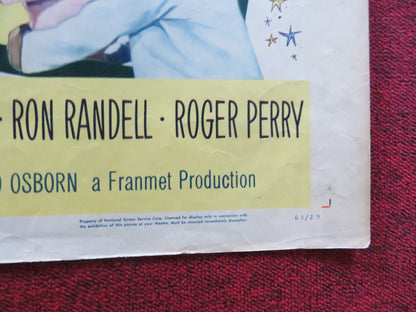 · RON RANDELL · ROGER PERRY
OSBORN a Franmet Production
Property of National Screen Service Corp. Licensed for display only in connection with
the exhibition of this picture at your theatre. Must be returned immediately thereafter.
61/29